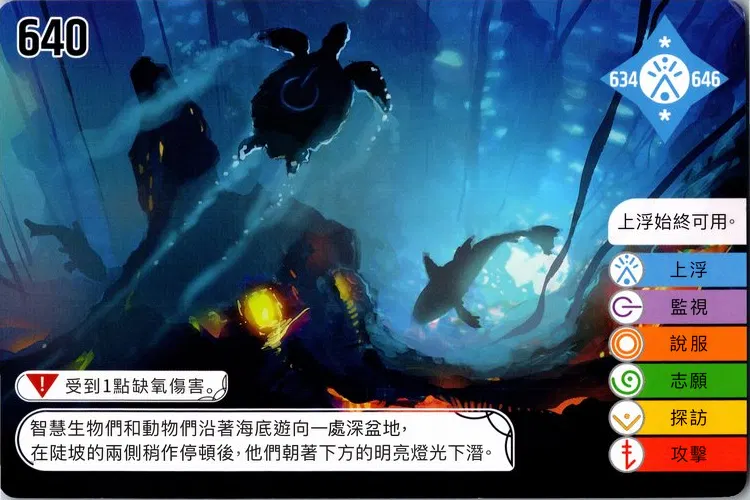 640
*
634 646
*
上浮始終可用。
上浮
監視
說服
志願
探訪
攻擊
! 受到1點缺氧傷害。
智慧生物們和動物們沿著海底遊向一處深盆地,
在陡坡的兩側稍作停頓後,他們朝著下方的明亮燈光下潛。